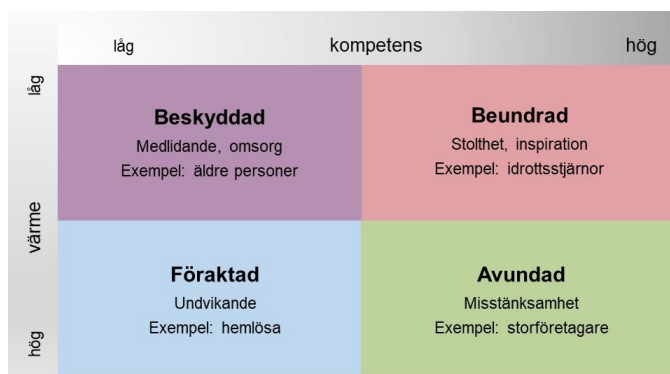 låg kompetens hög
låg
Beskyddad
Medlidande, omsorg
Exempel: äldre personer
Beundrad
Stolthet, inspiration
Exempel: idrottsstjärnor
värme
Föraktad
Undvikande
Exempel: hemlösa
Avundad
Misstänksamhet
Exempel: storföretagare
hög